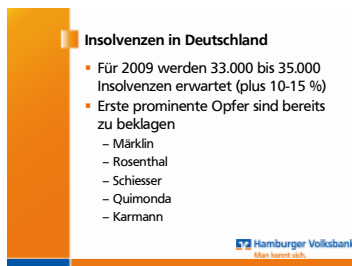 Insolvenzen in Deutschland
▪ Für 2009 werden 33.000 bis 35.000
Insolvenzen erwartet (plus 10-15 %)
▪ Erste prominente Opfer sind bereits
zu beklagen
– Märklin
– Rosenthal
– Schiesser
– Quimonda
– Karmann
Hamburger Volksbank
Man kennt sich.